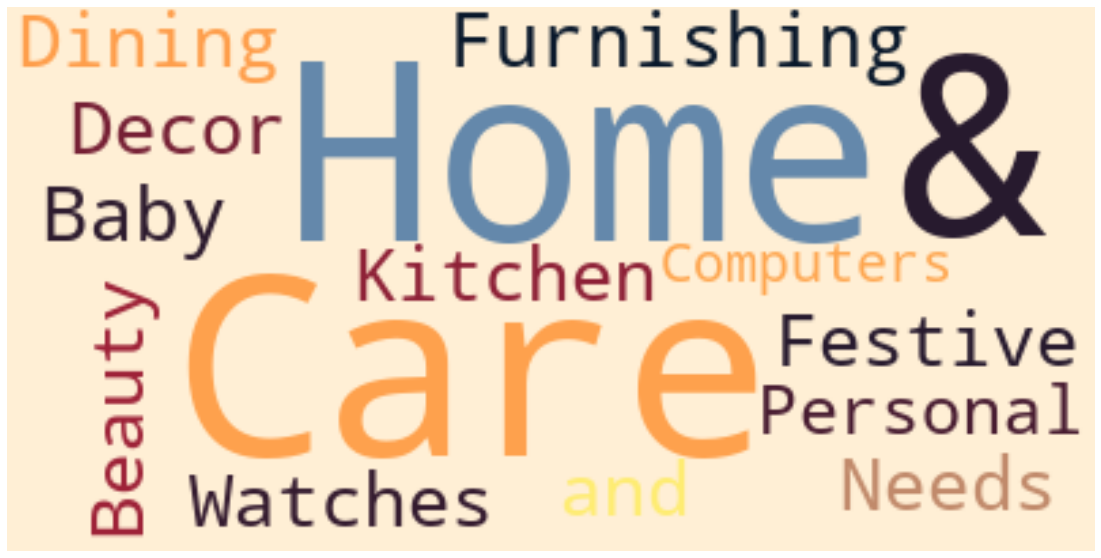 Dining
Furnishing
Home
&
Decor
Baby
Kitchen
Computers
Care
Beauty
Festive
Personal
Watches
and
Needs